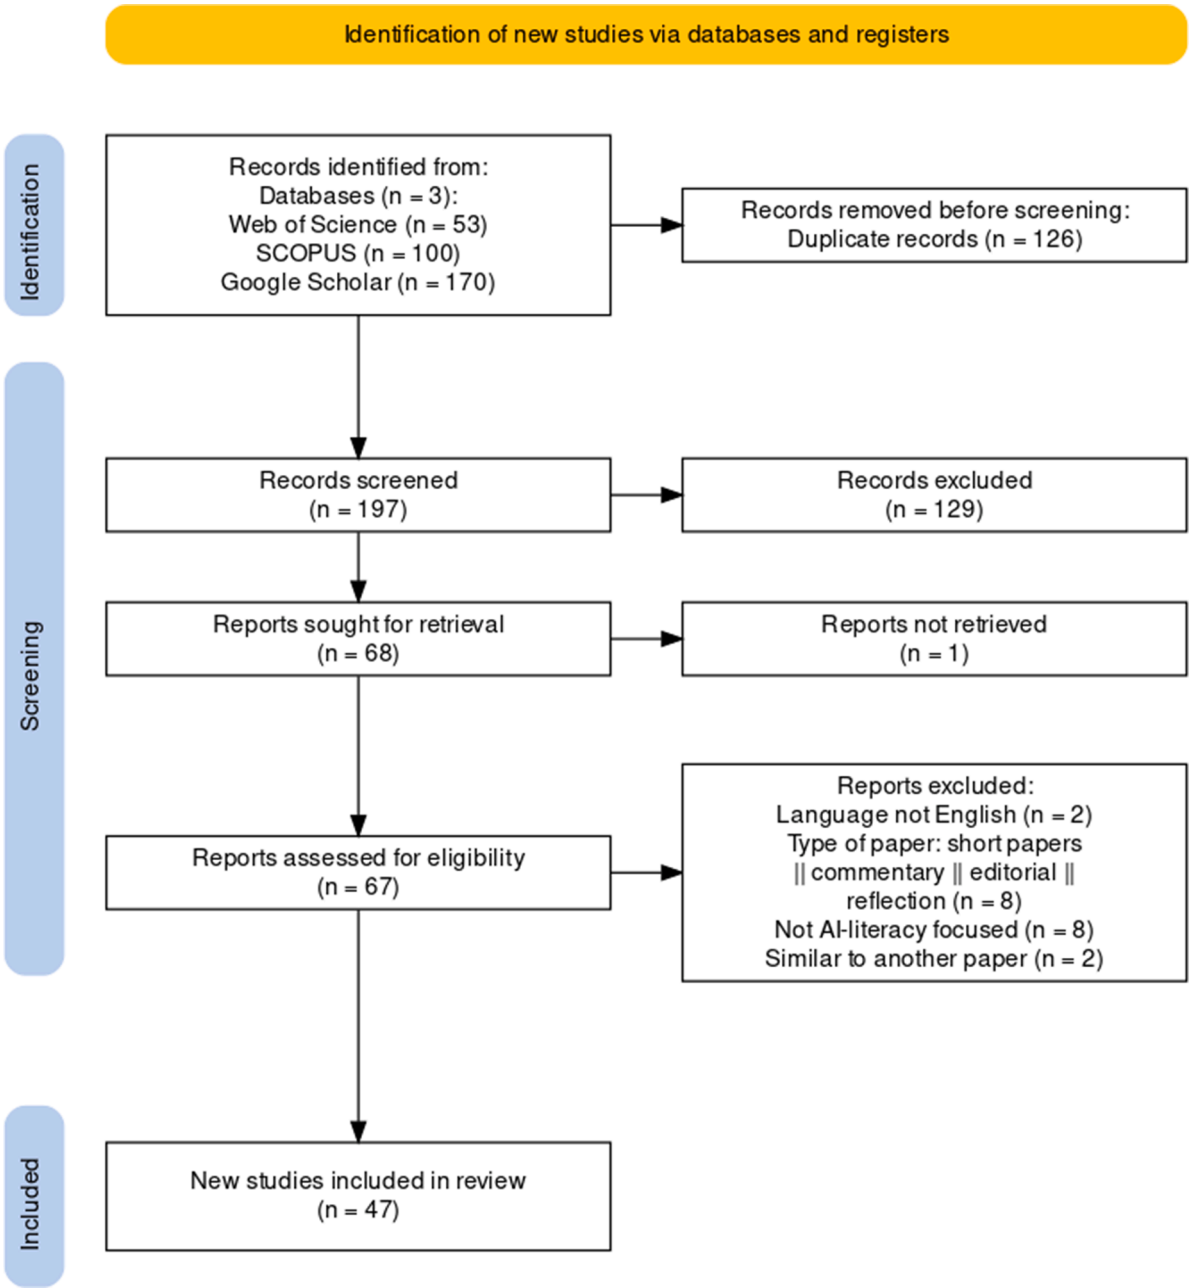 Identification of new studies via databases and registers
Identification
Records identified from:
Databases (n = 3):
Web of Science (n = 53)
SCOPUS (n = 100)
Google Scholar (n = 170)
Records removed before screening:
Duplicate records (n = 126)
Screening
Records screened
(n = 197)
Records excluded
(n = 129)
Reports sought for retrieval
(n = 68)
Reports not retrieved
(n = 1)
Reports assessed for eligibility
(n = 67)
Reports excluded:
Language not English (n = 2)
Type of paper: short papers
|| commentary || editorial ||
reflection (n = 8)
Not AI-literacy focused (n = 8)
Similar to another paper (n = 2)
Included
New studies included in review
(n = 47)